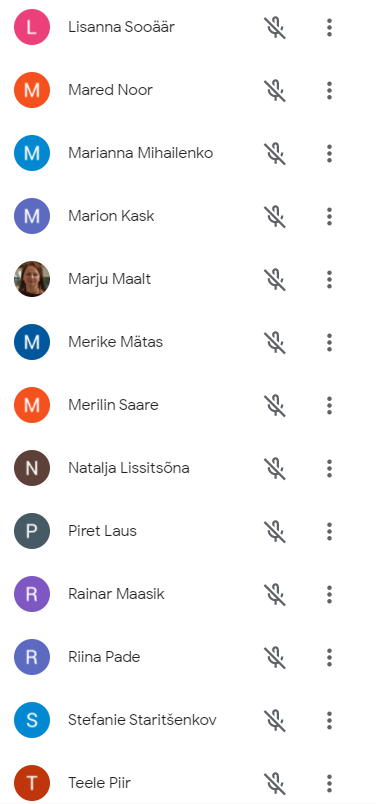 L Lisanna Sooäär
M Mared Noor
M Marianna Mihailenko
M Marion Kask
Marju Maalt
M Merike Mätas
M Merilin Saare
N Natalja Lissitsõna
P Piret Laus
R Rainar Maasik
R Riina Pade
S Stefanie Staritšenkov
T Teele Piir